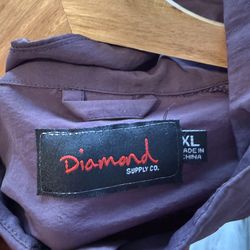 Diamond
SUPPLY CO.
XL
MADE IN
CHINA